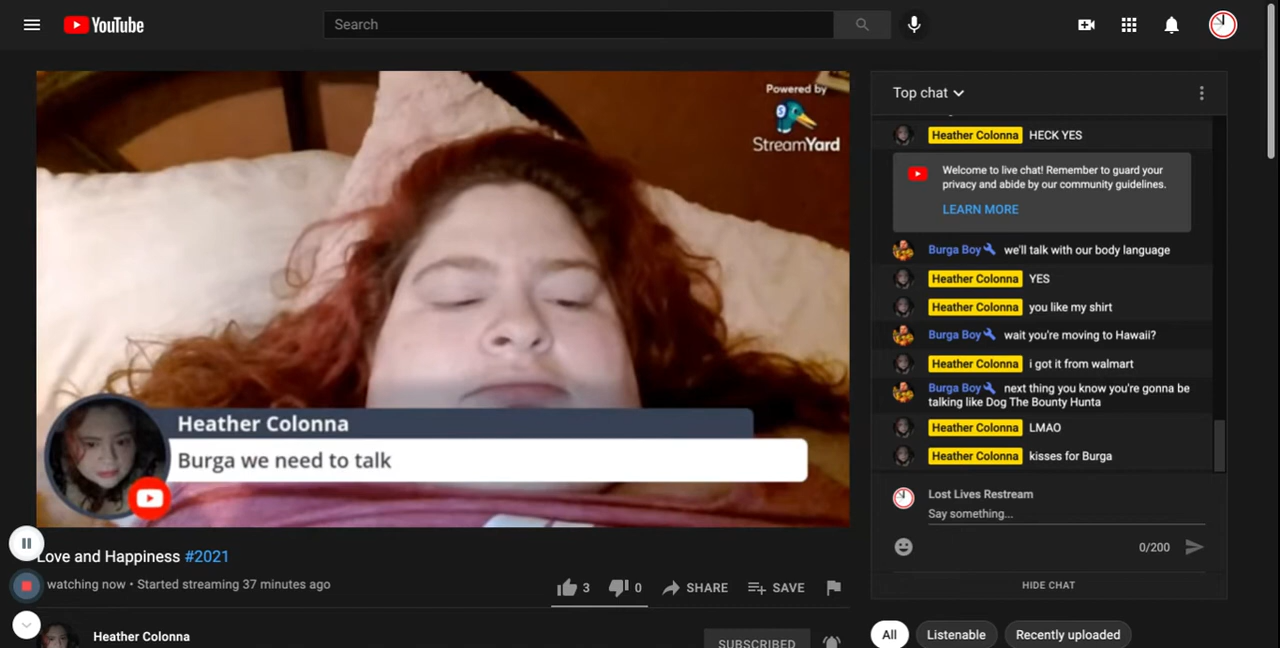 YouTube
Search
Powered by
StreamYard
Heather Colonna
Burga we need to talk
Love and Happiness #2021
watching now • Started streaming 37 minutes ago
3
0
SHARE
SAVE
Heather Colonna
SUBSCRIBED
Top chat
Heather Colonna HECK YES
Welcome to live chat! Remember to guard your
privacy and abide by our community guidelines.
LEARN MORE
Burga Boy we'll talk with our body language
Heather Colonna YES
Heather Colonna you like my shirt
Burga Boy wait you're moving to Hawaii?
Heather Colonna i got it from walmart
Burga Boy next thing you know you're gonna be
talking like Dog The Bounty Hunta
Heather Colonna LMAO
Heather Colonna kisses for Burga
Lost Lives Restream
Say something...
0/200
HIDE CHAT
All
Listenable
Recently uploaded